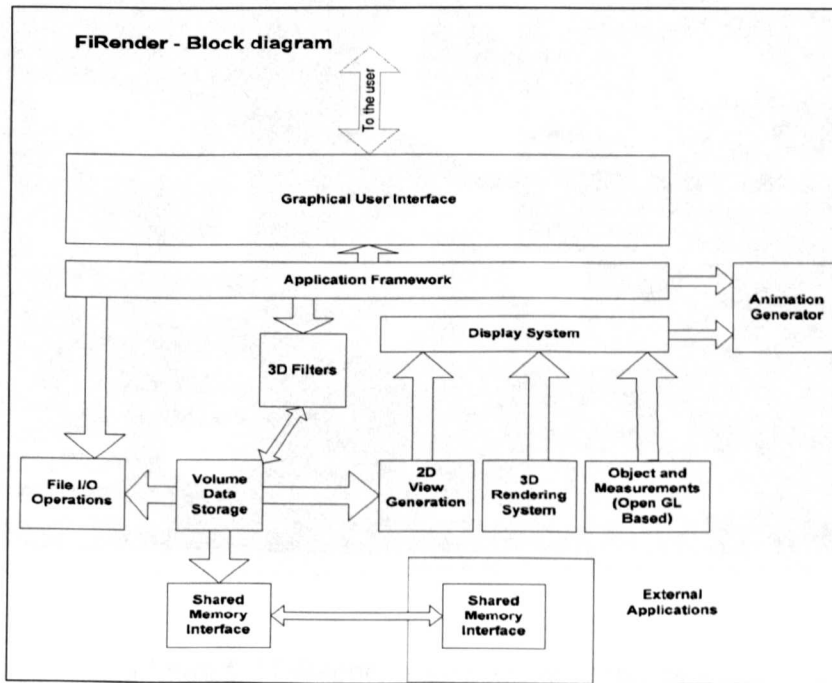 FiRender - Block diagram
To the user
Graphical User Interface
Application Framework
Animation
Generator
Display System
3D Filters
File I/O
Operations
Volume
Data
Storage
2D
View
Generation
3D
Rendering
System
Object and
Measurements
(Open GL
Based)
Shared
Memory
Interface
Shared
Memory
Interface
External
Applications